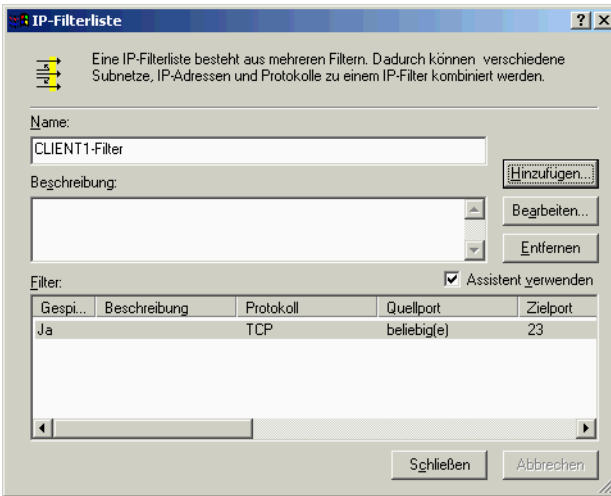 IP-Filterliste
Eine IP-Filterliste besteht aus mehreren Filtern. Dadurch können verschiedene
Subnetze, IP-Adressen und Protokolle zu einem IP-Filter kombiniert werden.
Name:
CLIENT1-Filter
Hinzufügen...
Beschreibung:
Bearbeiten...
Entfernen
Filter:
Assistent verwenden
Gespi... Beschreibung Protokoll Quellport Zielport
Ja TCP beliebig(e) 23
Schließen Abbrechen